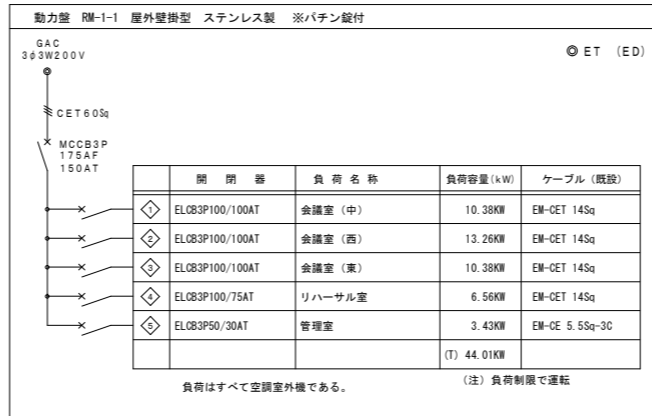 動力盤 RM-1-1 屋外壁掛型 ステンレス製 ※パチン錠付
GAC
3φ3W200V
◎ ET (ED)
CET60Sq
MCCB3P
175AF
150AT
開閉器 負荷名称 負荷容量(kW) ケーブル(既設)
1 ELCB3P100/100AT 会議室(中) 10.38KW EM-CET 14Sq
2 ELCB3P100/100AT 会議室(西) 13.26KW EM-CET 14Sq
3 ELCB3P100/100AT 会議室(東) 10.38KW EM-CET 14Sq
4 ELCB3P100/75AT リハーサル室 6.56KW EM-CET 14Sq
5 ELCB3P50/30AT 管理室 3.43KW EM-CE 5.5Sq-3C
(T) 44.01KW
負荷はすべて空調室外機である。
(注)負荷制限で運転